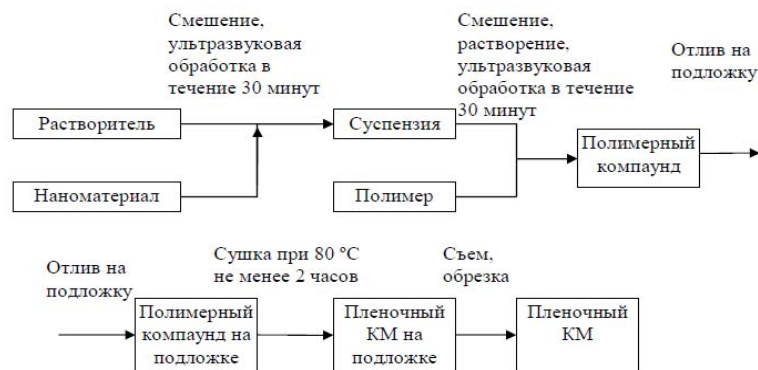 Смешение,
ультразвуковая
обработка в
течение 30 минут
Смешение,
растворение,
ультразвуковая
обработка в течение
30 минут
Отлив на
подложку
Растворитель
Суспензия
Полимерный
компаунд
Наноматериал
Полимер
Отлив на
подложку
Сушка при 80 °С
не менее 2 часов
Съем,
обрезка
Полимерный
компаунд на
подложке
Пленочный
КМ на
подложке
Пленочный
КМ